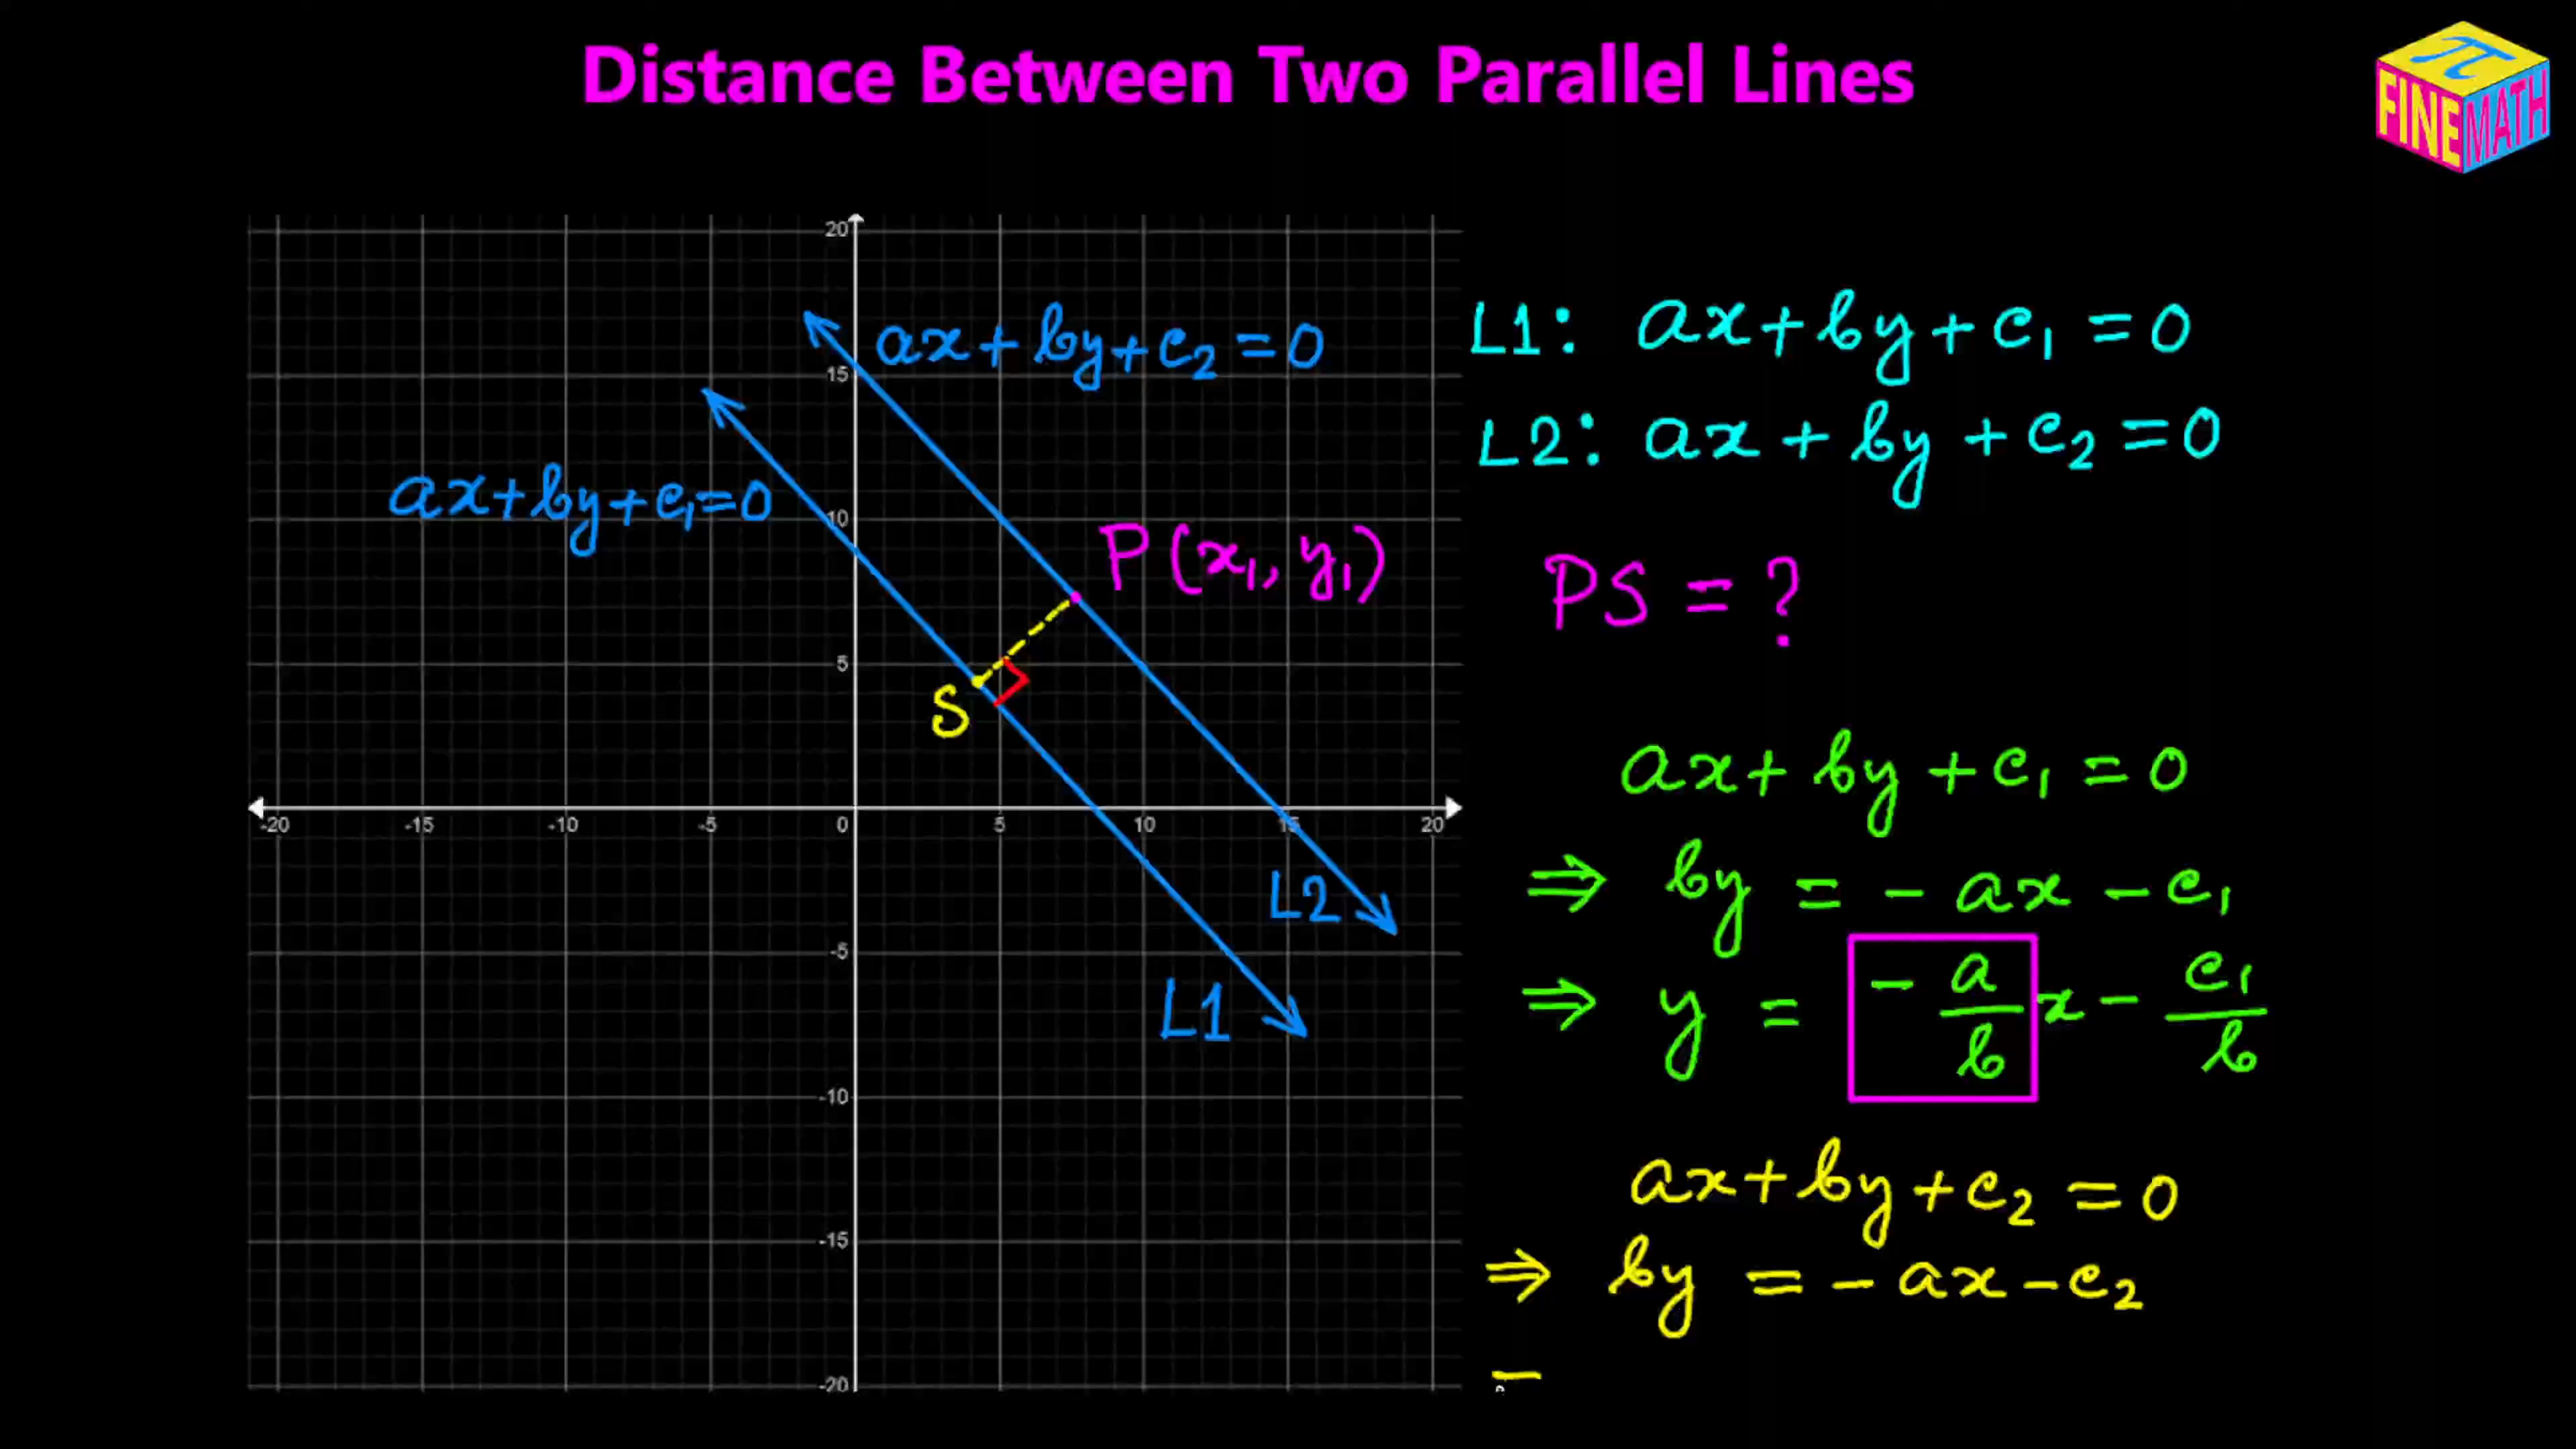 Distance Between Two Parallel Lines
π
FINE MATH
20
15
10
5
-20 -15 -10 -5 0 5 10 15 20
-5
-10
-15
-20
ax+by+c₂=0
ax+by+c₁=0
P(x₁, y₁)
S
L2
L1
L1: ax+by+c₁=0
L2: ax+by+c₂=0
PS = ?
ax+by+c₁=0
⇒ by = -ax-c₁
⇒ y = -a/b x - c₁/b
ax+by+c₂=0
⇒ by = -ax-c₂